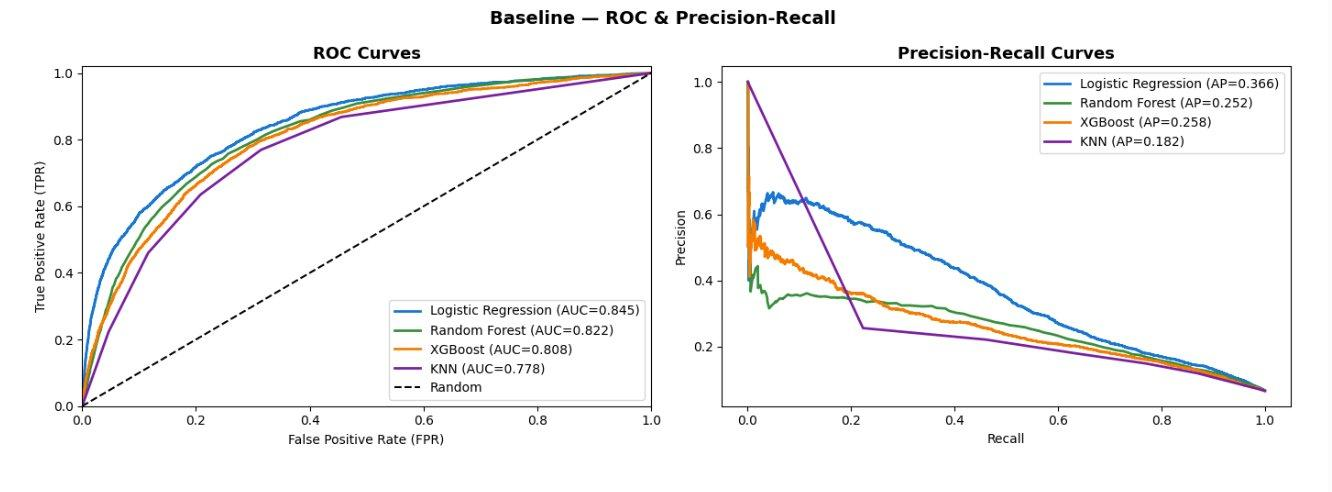 Baseline — ROC & Precision-Recall
ROC Curves
True Positive Rate (TPR)
1.0
0.8
0.6
0.4
0.2
0.0
0.0 0.2 0.4 0.6 0.8 1.0
False Positive Rate (FPR)
Logistic Regression (AUC=0.845)
Random Forest (AUC=0.822)
XGBoost (AUC=0.808)
KNN (AUC=0.778)
Random
Precision-Recall Curves
Precision
1.0
0.8
0.6
0.4
0.2
0.0 0.2 0.4 0.6 0.8 1.0
Recall
Logistic Regression (AP=0.366)
Random Forest (AP=0.252)
XGBoost (AP=0.258)
KNN (AP=0.182)